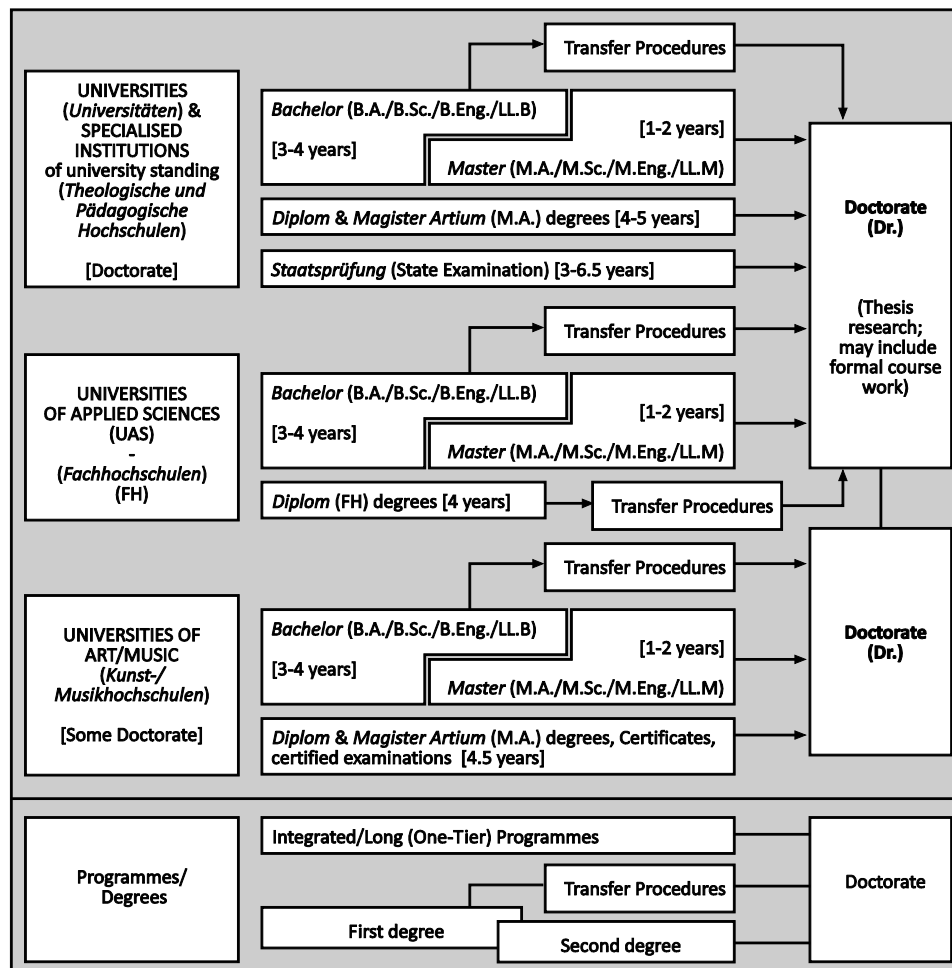 Transfer Procedures
UNIVERSITIES
(Universitäten) &
SPECIALISED
INSTITUTIONS
of university standing
(Theologische und
Pädagogische
Hochschulen)
[Doctorate]
Bachelor (B.A./B.Sc./B.Eng./LL.B)
[3-4 years]
[1-2 years]
Master (M.A./M.Sc./M.Eng./LL.M)
Diplom & Magister Artium (M.A.) degrees [4-5 years]
Staatsprüfung (State Examination) [3-6.5 years]
Doctorate
(Dr.)
(Thesis
research;
may include
formal course
work)
Transfer Procedures
UNIVERSITIES
OF APPLIED SCIENCES
(UAS)
-
(Fachhochschulen)
(FH)
Bachelor (B.A./B.Sc./B.Eng./LL.B)
[3-4 years]
[1-2 years]
Master (M.A./M.Sc./M.Eng./LL.M)
Diplom (FH) degrees [4 years]
Transfer Procedures
Transfer Procedures
UNIVERSITIES OF
ART/MUSIC
(Kunst-/
Musikhochschulen)
[Some Doctorate]
Bachelor (B.A./B.Sc./B.Eng./LL.B)
[3-4 years]
[1-2 years]
Master (M.A./M.Sc./M.Eng./LL.M)
Diplom & Magister Artium (M.A.) degrees, Certificates,
certified examinations [4.5 years]
Doctorate
(Dr.)
Programmes/
Degrees
Integrated/Long (One-Tier) Programmes
Transfer Procedures
First degree
Second degree
Doctorate